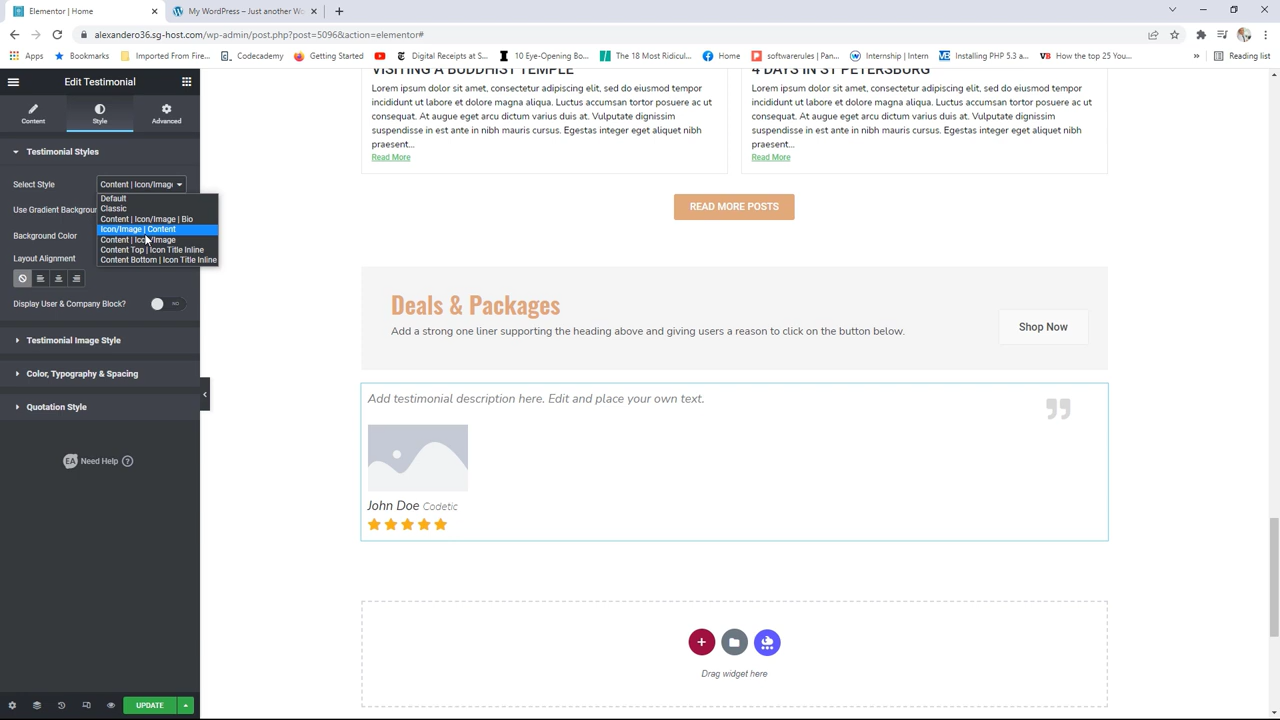 Elementor | Home
My WordPress – Just another Wo
alexandero36.sg-host.com/wp-admin/post.php?post=5096&action=elementor#
Apps
Bookmarks
Imported From Fire...
Codecademy
Getting Started
Digital Receipts at S...
10 Eye-Opening Bo...
The 18 Most Ridicul...
Home
softwarerules | Pan...
Internship | Intern
Installing PHP 5.3 a...
How the top 25 You...
»
Reading list
Edit Testimonial
Content
Style
Advanced
Testimonial Styles
Select Style
Content | Icon/Image
Default
Classic
Content | Icon/Image | Bio
Icon/Image | Content
Content | Icon/Image
Content Top | Icon Title Inline
Content Bottom | Icon Title Inline
Use Gradient Backgroun
Background Color
Layout Alignment
Display User & Company Block?
NO
Testimonial Image Style
Color, Typography & Spacing
Quotation Style
EA Need Help ?
UPDATE
VISITING A BUDDHIST TEMPLE
Lorem ipsum dolor sit amet, consectetur adipiscing elit, sed do eiusmod tempor
incididunt ut labore et dolore magna aliqua. Luctus accumsan tortor posuere ac ut
consequat. At augue eget arcu dictum varius duis at. Vulputate dignissim
suspendisse in est ante in nibh mauris cursus. Egestas integer eget aliquet nibh
praesent...
Read More
4 DAYS IN ST PETERSBURG
Lorem ipsum dolor sit amet, consectetur adipiscing elit, sed do eiusmod tempor
incididunt ut labore et dolore magna aliqua. Luctus accumsan tortor posuere ac ut
consequat. At augue eget arcu dictum varius duis at. Vulputate dignissim
suspendisse in est ante in nibh mauris cursus. Egestas integer eget aliquet nibh
praesent...
Read More
READ MORE POSTS
Deals & Packages
Add a strong one liner supporting the heading above and giving users a reason to click on the button below.
Shop Now
Add testimonial description here. Edit and place your own text.
John Doe Codetic
Drag widget here